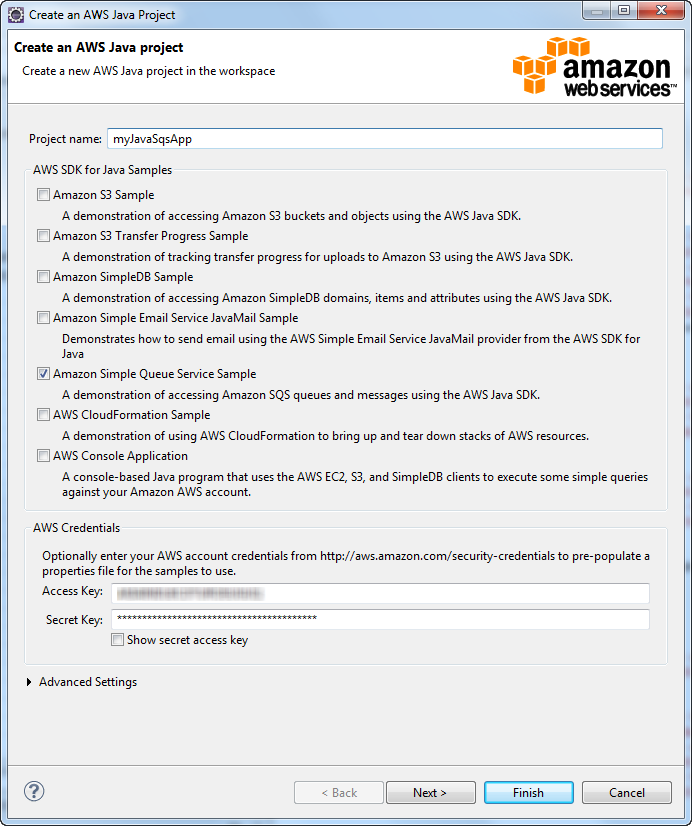 Create an AWS Java Project
Create an AWS Java project
Create a new AWS Java project in the workspace
amazon
webservices™
Project name: myJavaSqsApp
AWS SDK for Java Samples
Amazon S3 Sample
A demonstration of accessing Amazon S3 buckets and objects using the AWS Java SDK.
Amazon S3 Transfer Progress Sample
A demonstration of tracking transfer progress for uploads to Amazon S3 using the AWS Java SDK.
Amazon SimpleDB Sample
A demonstration of accessing Amazon SimpleDB domains, items and attributes using the AWS Java SDK.
Amazon Simple Email Service JavaMail Sample
Demonstrates how to send email using the AWS Simple Email Service JavaMail provider from the AWS SDK for
Java
Amazon Simple Queue Service Sample
A demonstration of accessing Amazon SQS queues and messages using the AWS Java SDK.
AWS CloudFormation Sample
A demonstration of using AWS CloudFormation to bring up and tear down stacks of AWS resources.
AWS Console Application
A console-based Java program that uses the AWS EC2, S3, and SimpleDB clients to execute some simple queries
against your Amazon AWS account.
AWS Credentials
Optionally enter your AWS account credentials from http://aws.amazon.com/security-credentials to pre-populate a
properties file for the samples to use.
Access Key:
Secret Key: ****************************************
Show secret access key
Advanced Settings
? < Back Next > Finish Cancel